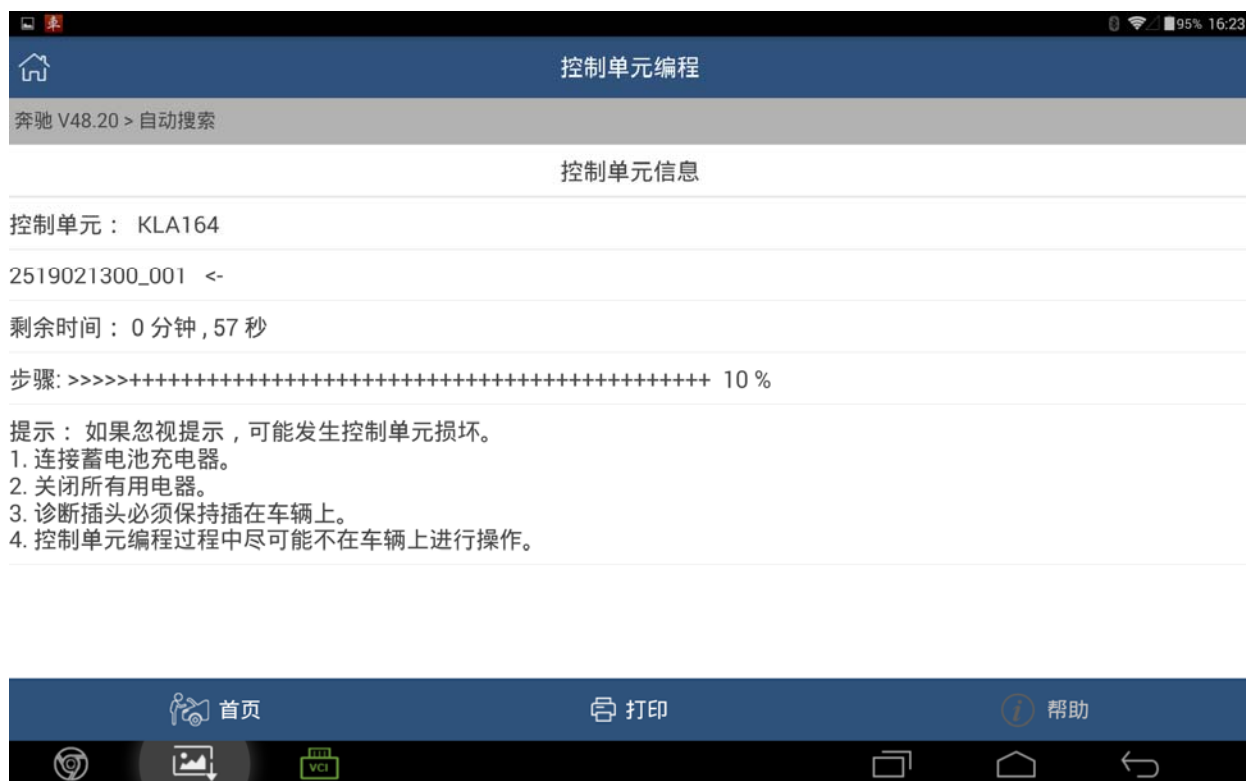 車
95% 16:23
控制单元编程
奔驰 V48.20 > 自动搜索
控制单元信息
控制单元： KLA164
2519021300_001 <-
剩余时间： 0 分钟 , 57 秒
步骤: >>>>>+++++++++++++++++++++++++++++++++++++++++++++ 10 %
提示： 如果忽视提示，可能发生控制单元损坏。
1. 连接蓄电池充电器。
2. 关闭所有用电器。
3. 诊断插头必须保持插在车辆上。
4. 控制单元编程过程中尽可能不在车辆上进行操作。
首页
打印
i 帮助
VCI